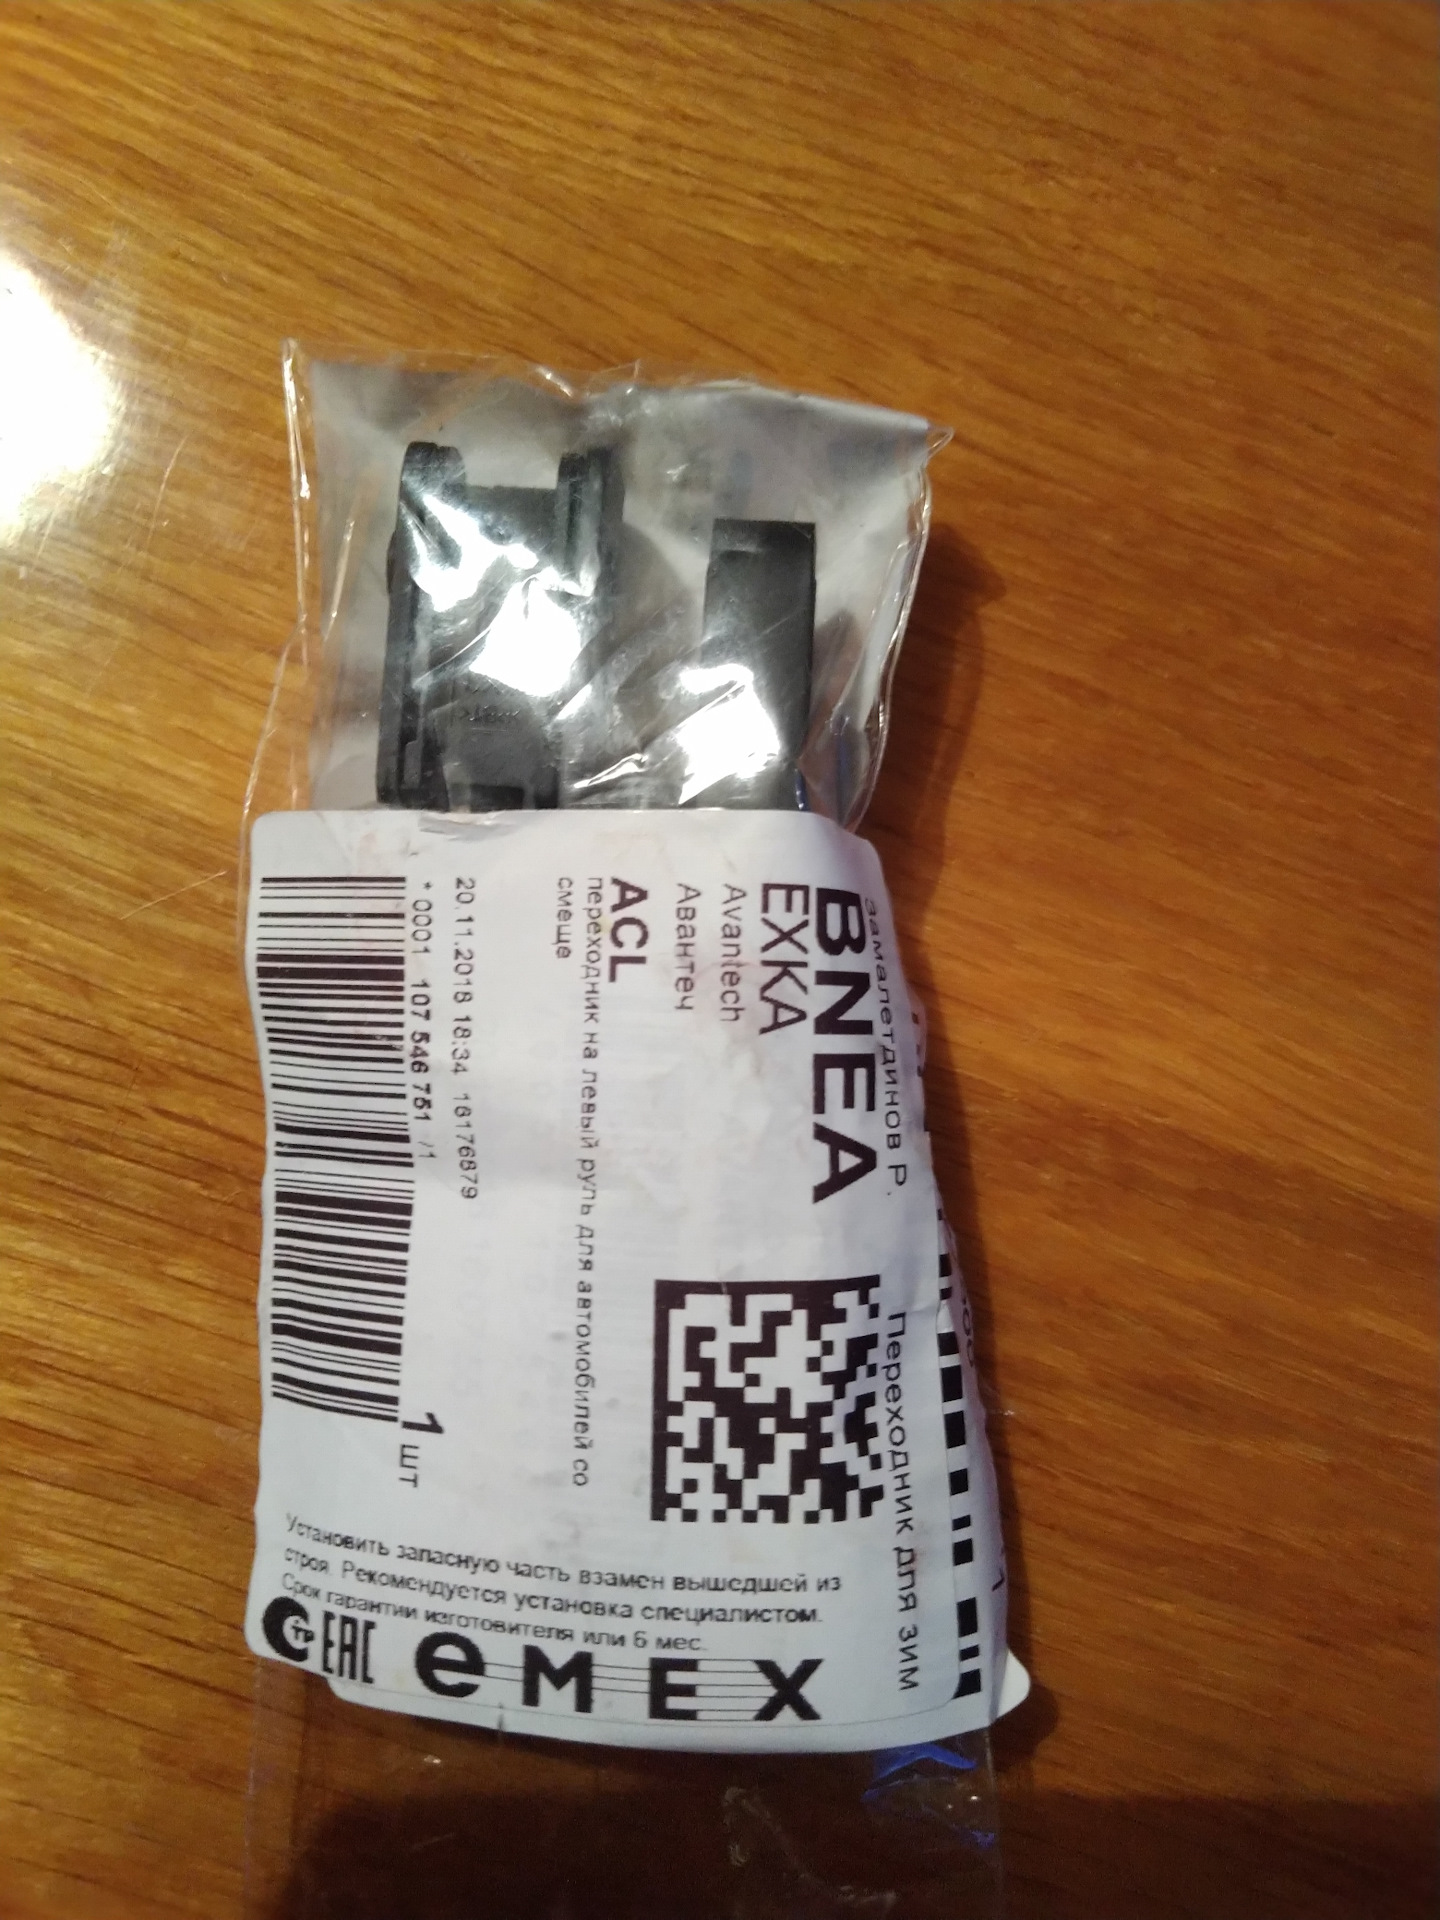 Замалетдинов Р.
Переходник для зим
BNEA
EXKA
Avantech
Авантеч
ACL
переходник на левый руль для автомобилей со
смеще
20.11.2018 18:34 16176879
* 0001 107 546 751 /1
1 шт
Установить запасную часть взамен вышедшей из
строя. Рекомендуется установка специалистом.
Срок гарантии изготовителя или 6 мес.
EAC emex